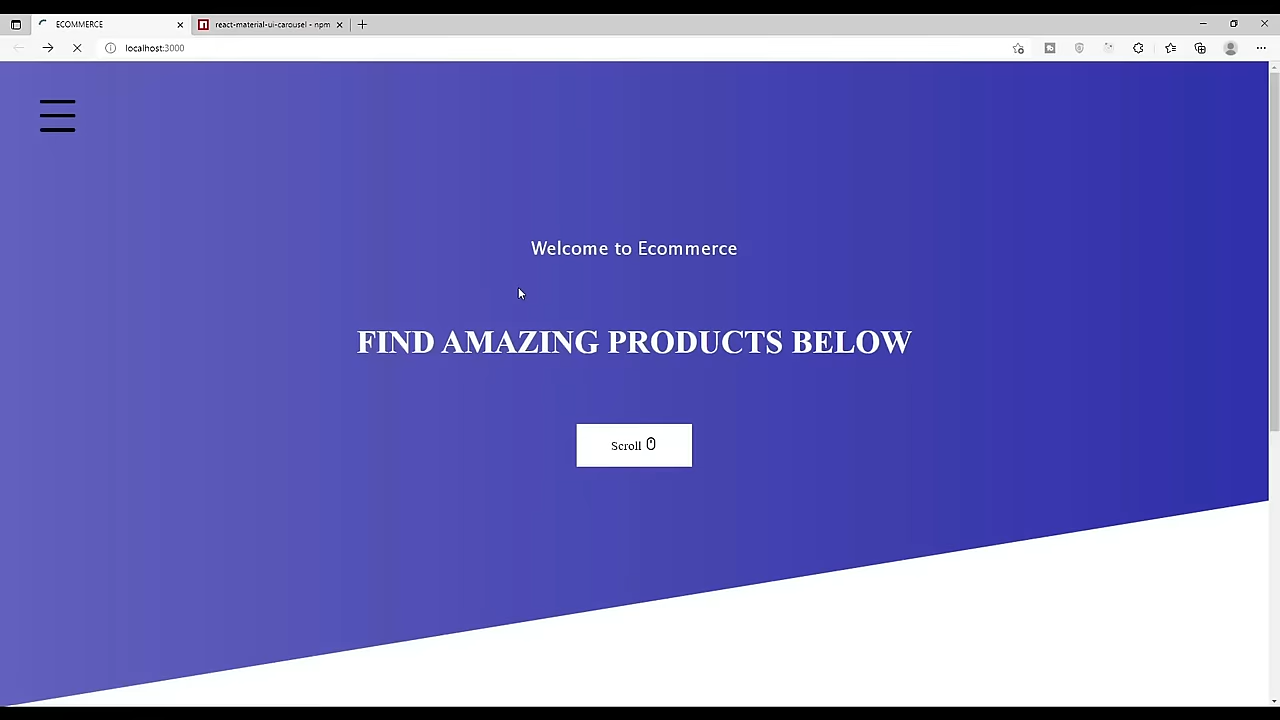 ECOMMERCE
react-material-ui-carousel - npm
localhost:3000
Welcome to Ecommerce
FIND AMAZING PRODUCTS BELOW
Scroll